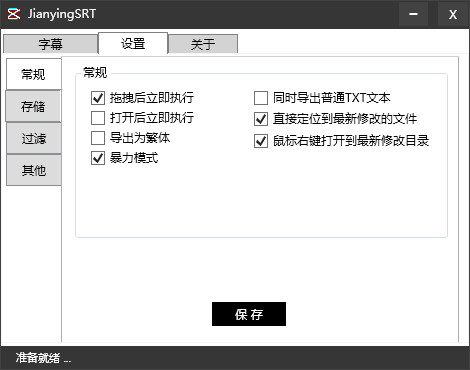 JianyingSRT
字幕 设置 关于
常规
存储
过滤
其他
常规
拖拽后立即执行
打开后立即执行
导出为繁体
暴力模式
同时导出普通TXT文本
直接定位到最新修改的文件
鼠标右键打开到最新修改目录
保存
准备就绪 ...